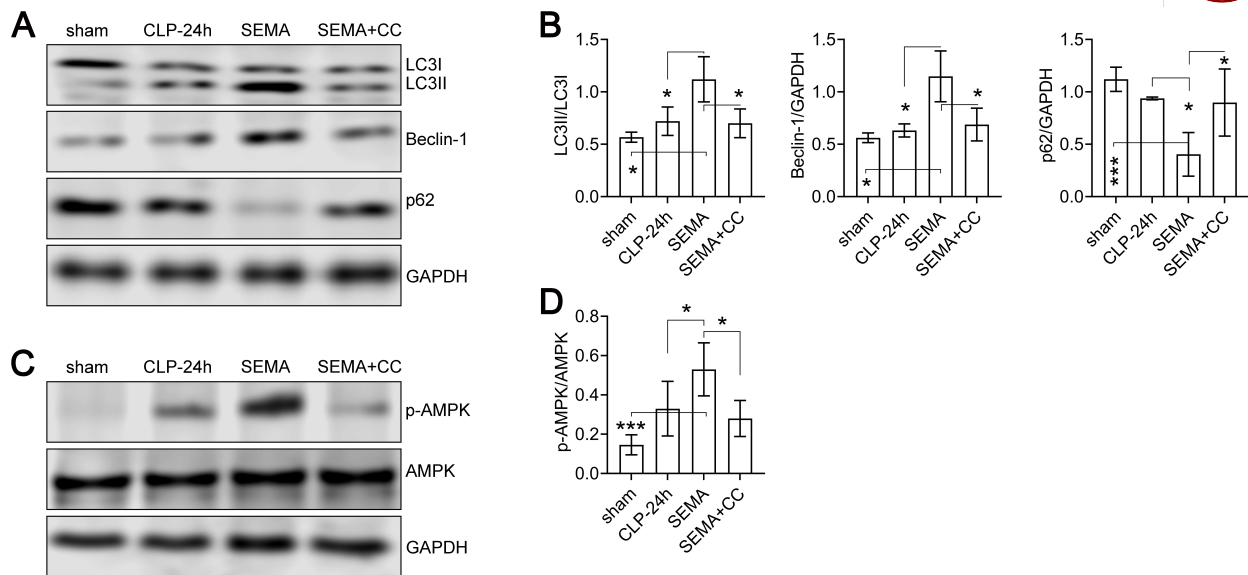 A
sham CLP-24h SEMA SEMA+CC
LC3I
LC3II
Beclin-1
p62
GAPDH
B
LC3II/LC3I
1.5
1.0
0.5
0.0
*
*
*
sham CLP-24h SEMA SEMA+CC
Beclin-1/GAPDH
1.5
1.0
0.5
0.0
*
*
*
sham CLP-24h SEMA SEMA+CC
p62/GAPDH
1.5
1.0
0.5
0.0
***
*
*
sham CLP-24h SEMA SEMA+CC
C
sham CLP-24h SEMA SEMA+CC
p-AMPK
AMPK
GAPDH
D
p-AMPK/AMPK
0.8
0.6
0.4
0.2
0.0
***
*
*
sham CLP-24h SEMA SEMA+CC